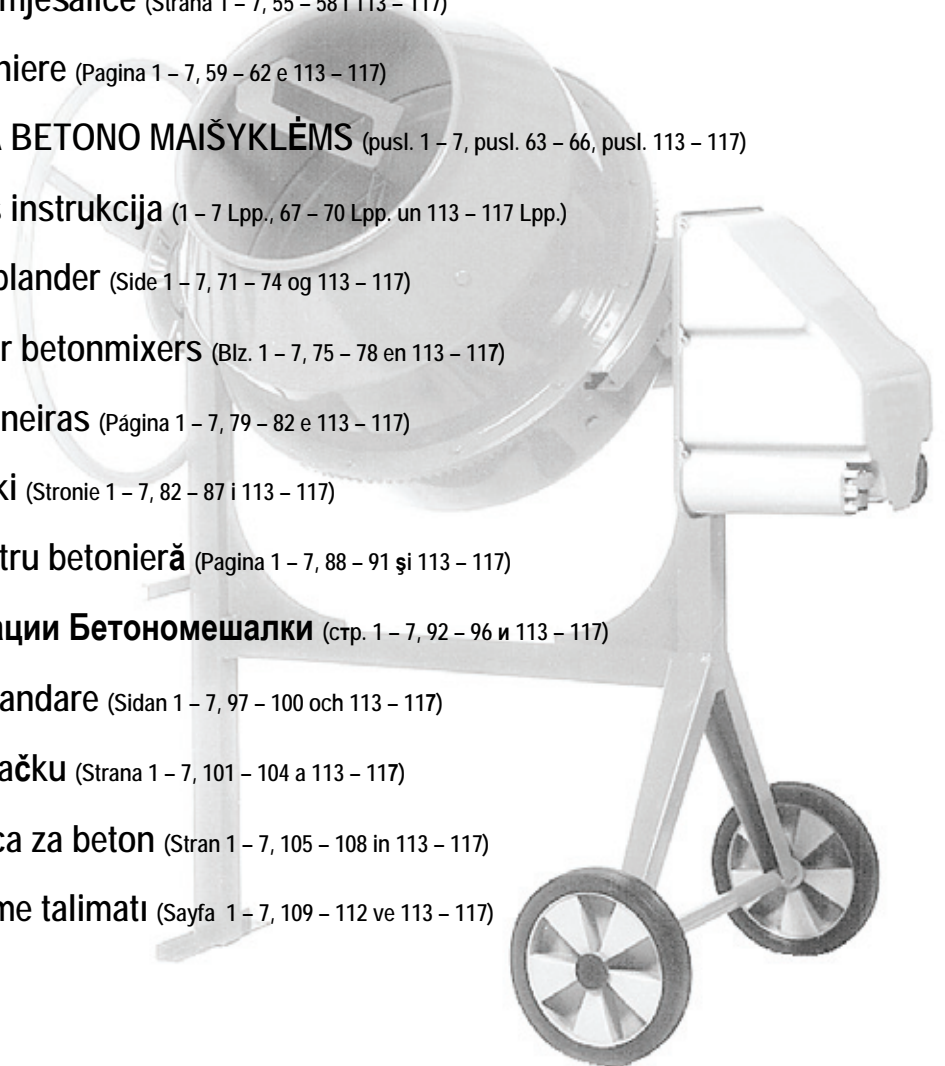 mješalice (Strana 1 – 7, 55 – 58 i 113 – 117)
niere (Pagina 1 – 7, 59 – 62 e 113 – 117)
BETONO MAIŠYKLĖMS (pusl. 1 – 7, pusl. 63 – 66, pusl. 113 – 117)
instrukcija (1 – 7 Lpp., 67 – 70 Lpp. un 113 – 117 Lpp.)
blander (Side 1 – 7, 71 – 74 og 113 – 117)
r betonmixers (Blz. 1 – 7, 75 – 78 en 113 – 117)
neiras (Página 1 – 7, 79 – 82 e 113 – 117)
ki (Stronie 1 – 7, 82 – 87 i 113 – 117)
tru betonieră (Pagina 1 – 7, 88 – 91 şi 113 – 117)
ации Бетономешалки (стр. 1 – 7, 92 – 96 и 113 – 117)
andare (Sidan 1 – 7, 97 – 100 och 113 – 117)
ačku (Strana 1 – 7, 101 – 104 a 113 – 117)
ca za beton (Stran 1 – 7, 105 – 108 in 113 – 117)
me talimatı (Sayfa 1 – 7, 109 – 112 ve 113 – 117)